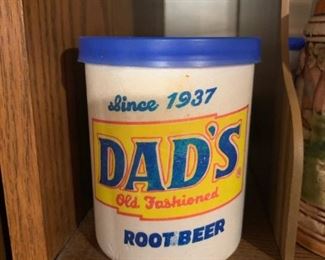 Since 1937
DAD'S
Old Fashioned
ROOT BEER